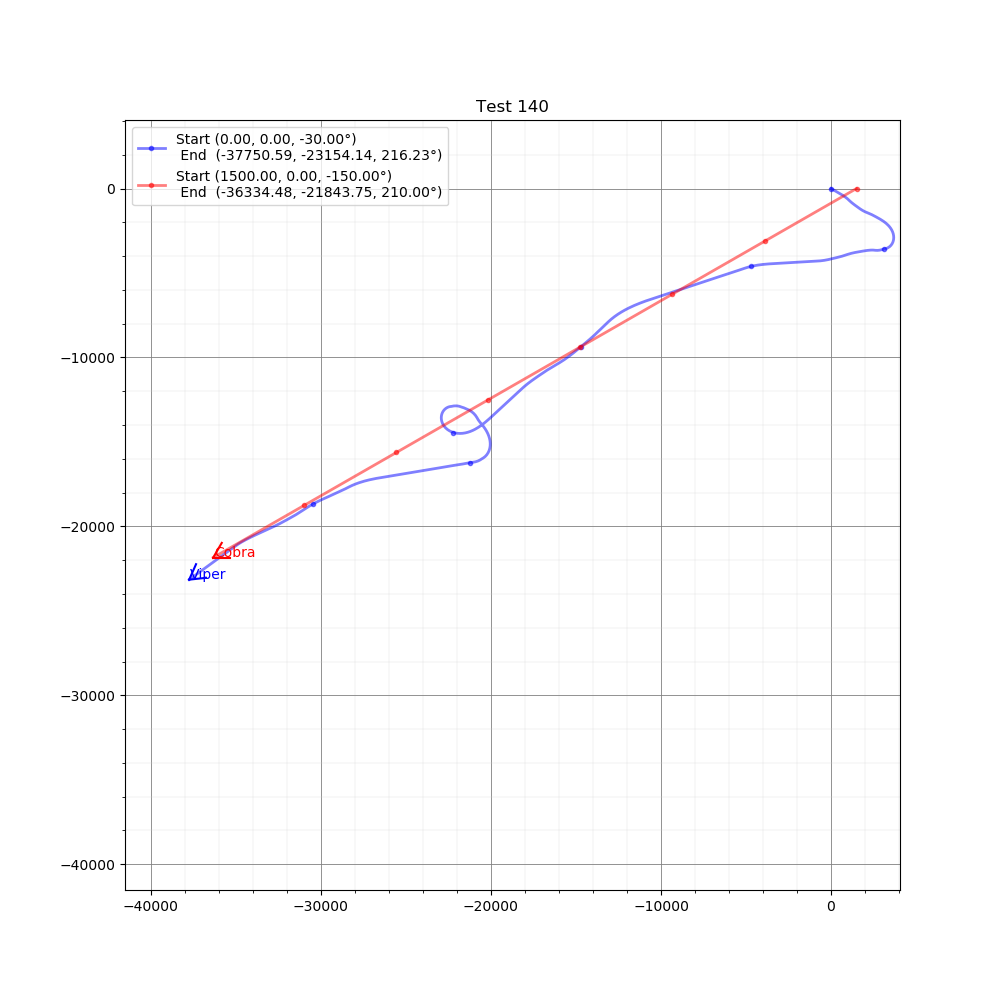 Test 140
Start (0.00, 0.00, -30.00°)
End (-37750.59, -23154.14, 216.23°)
Start (1500.00, 0.00, -150.00°)
End (-36334.48, -21843.75, 210.00°)
0
−10000
−20000
−30000
−40000
Cobra
Viper
−40000 −30000 −20000 −10000 0